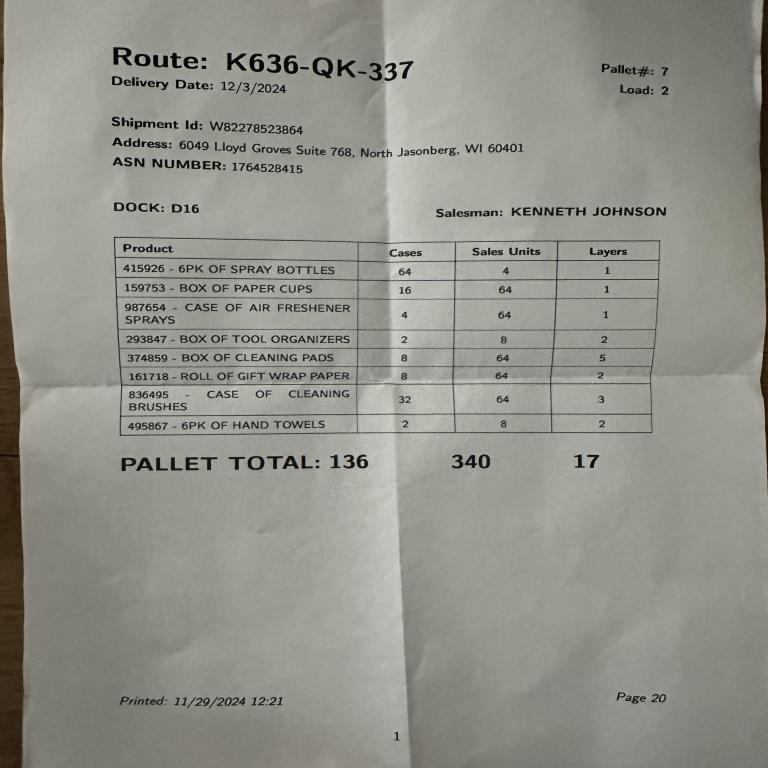 Route: K636-QK-337
Delivery Date: 12/3/2024
Pallet#: 7
Load: 2
Shipment Id: W82278523864
Address: 6049 Lloyd Groves Suite 768, North Jasonberg, WI 60401
ASN NUMBER: 1764528415
DOCK: D16
Salesman: KENNETH JOHNSON
Product Cases Sales Units Layers
415926 - 6PK OF SPRAY BOTTLES 64 4 1
159753 - BOX OF PAPER CUPS 16 64 1
987654 - CASE OF AIR FRESHENER
SPRAYS 4 64 1
293847 - BOX OF TOOL ORGANIZERS 2 8 2
374859 - BOX OF CLEANING PADS 8 64 5
161718 - ROLL OF GIFT WRAP PAPER 8 64 2
836495 - CASE OF CLEANING
BRUSHES 32 64 3
495867 - 6PK OF HAND TOWELS 2 8 2
PALLET TOTAL: 136 340 17
Printed: 11/29/2024 12:21
Page 20
1